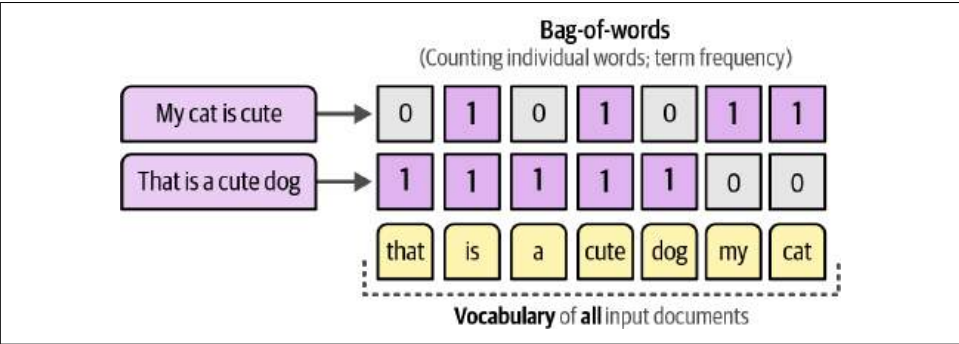 Bag-of-words
(Counting individual words; term frequency)
My cat is cute 0 1 0 1 0 1 1
That is a cute dog 1 1 1 1 1 0 0
that is a cute dog my cat
Vocabulary of all input documents